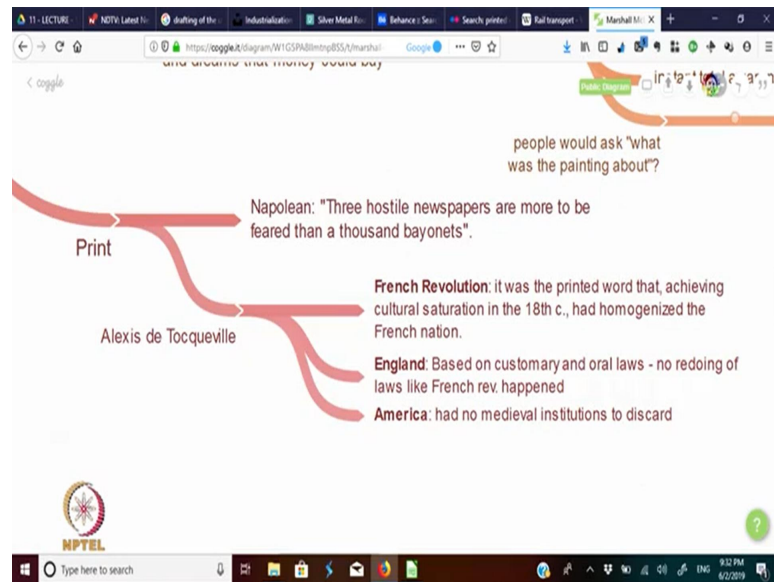 11 - LECTURE -
NDTV: Latest Ne
drafting of the u
Industrialization
Silver Metal Roo
Behance :: Sear
Search: printed
Rail transport - 
Marshall Mc
https://coggle.it/diagram/W1GSPABIImtnpBSS/t/marshal
Google
and dreams that money could buy
coggle
Public Diagram
people would ask "what
was the painting about"?
Print
Napolean: "Three hostile newspapers are more to be
feared than a thousand bayonets".
Alexis de Tocqueville
French Revolution: it was the printed word that, achieving
cultural saturation in the 18th c., had homogenized the
French nation.
England: Based on customary and oral laws - no redoing of
laws like French rev. happened
America: had no medieval institutions to discard
NPTEL
?
Type here to search
ENG
9:32 PM
6/2/2019